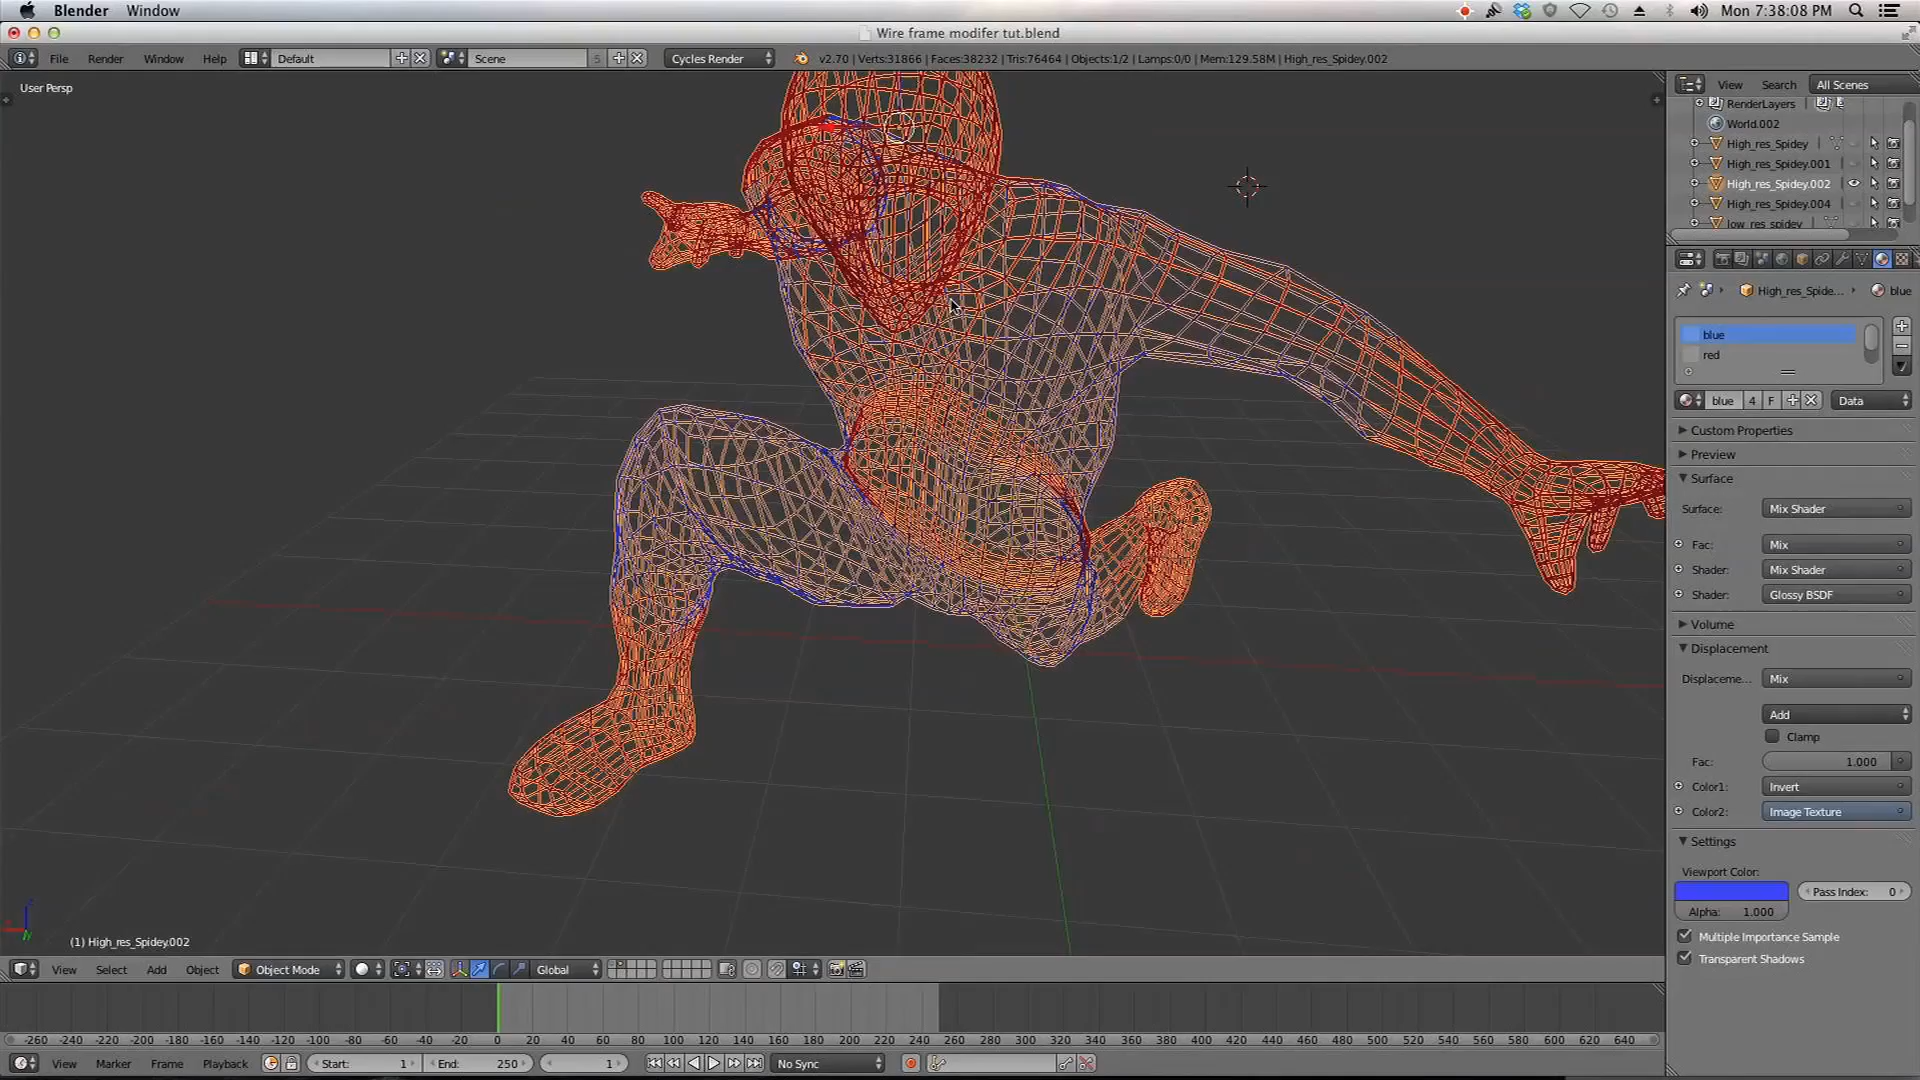 Blender Window
Mon 7:38:08 PM
Wire frame modifer tut.blend
File Render Window Help Default Scene 5 Cycles Render v2.70 | Verts:31866 | Faces:38232 | Tris:76464 | Objects:1/2 | Lamps:0/0 | Mem:129.58M | High_res_Spidey.002
User Persp
View Search All Scenes
RenderLayers
World.002
High_res_Spidey
High_res_Spidey.001
High_res_Spidey.002
High_res_Spidey.004
low_res_spidey
High_res_Spide... blue
blue
red
blue 4 F Data
Custom Properties
Preview
Surface
Surface: Mix Shader
Fac: Mix
Shader: Mix Shader
Shader: Glossy BSDF
Volume
Displacement
Displaceme... Mix
Add
Clamp
Fac: 1.000
Color1: Invert
Color2: Image Texture
Settings
Viewport Color:
Pass Index: 0
Alpha: 1.000
Multiple Importance Sample
Transparent Shadows
(1) High_res_Spidey.002
View Select Add Object Object Mode Global
-260 -240 -220 -200 -180 -160 -140 -120 -100 -80 -60 -40 -20 0 20 40 60 80 100 120 140 160 180 200 220 240 260 280 300 320 340 360 380 400 420 440 460 480 500 520 540 560 580 600 620 640
View Marker Frame Playback Start: 1 End: 250 1 No Sync